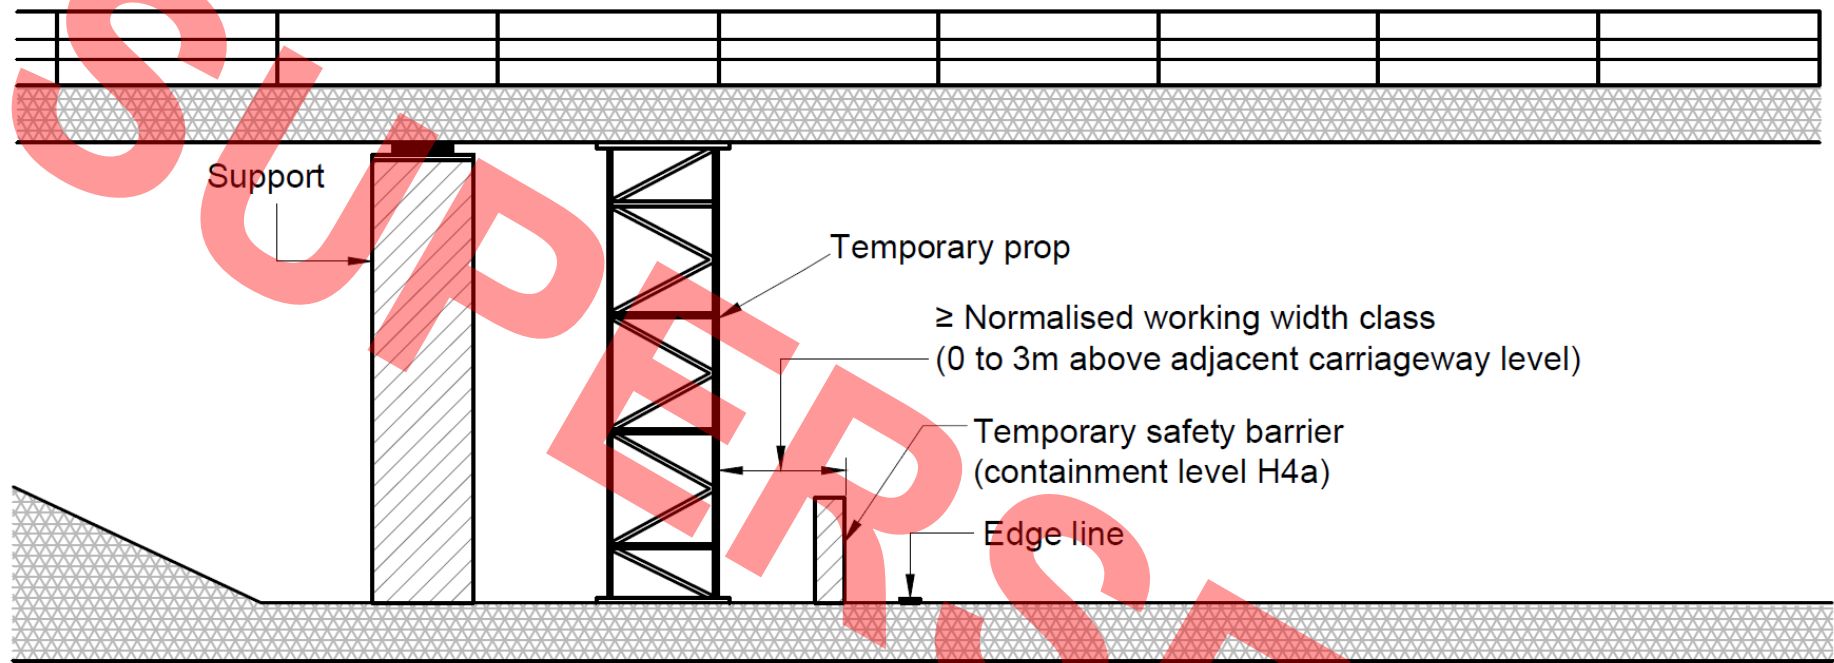 Support
Temporary prop
≥ Normalised working width class
(0 to 3m above adjacent carriageway level)
Temporary safety barrier
(containment level H4a)
Edge line
SUPERSE